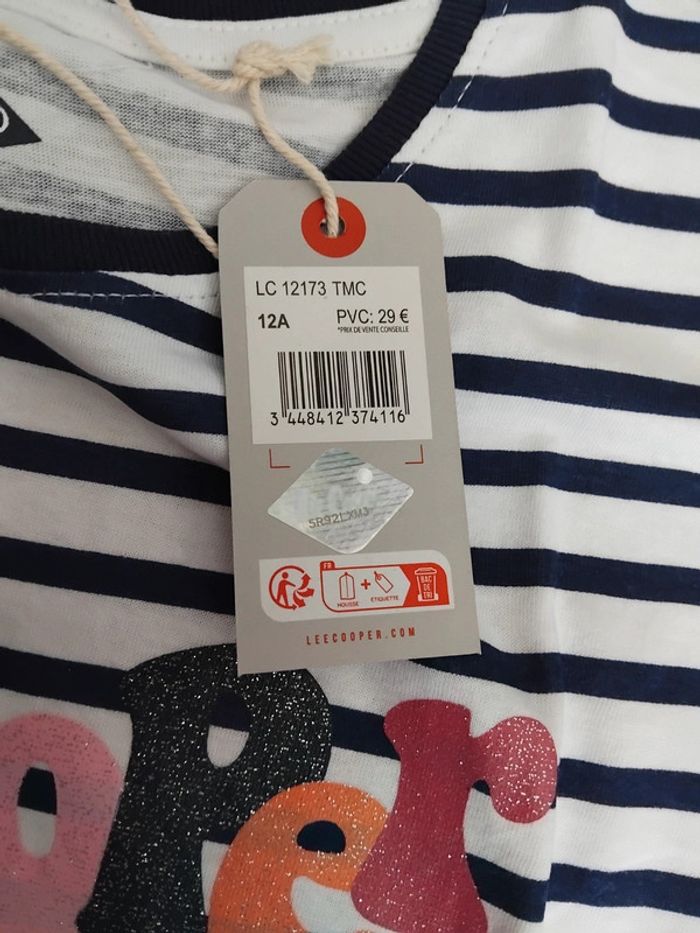 LC 12173 TMC
12A PVC: 29 €
*PRIX DE VENTE CONSEILLE
3 448412 374116
FR
HOUSSE + ETIQUETTE
BAC
DE
TRI
LEECOOPER.COM
oper